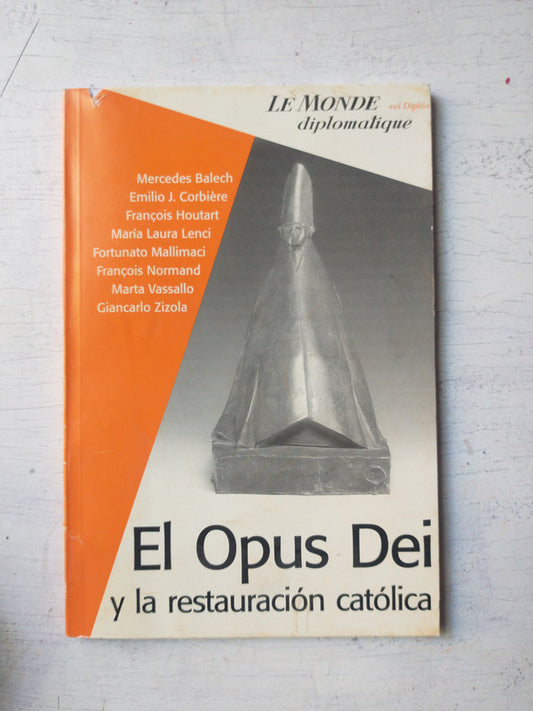 LE MONDE «el Dipló»
diplomatique
Mercedes Balech
Emilio J. Corbière
François Houtart
María Laura Lenci
Fortunato Mallimaci
François Normand
Marta Vassallo
Giancarlo Zizola
El Opus Dei
y la restauración católica